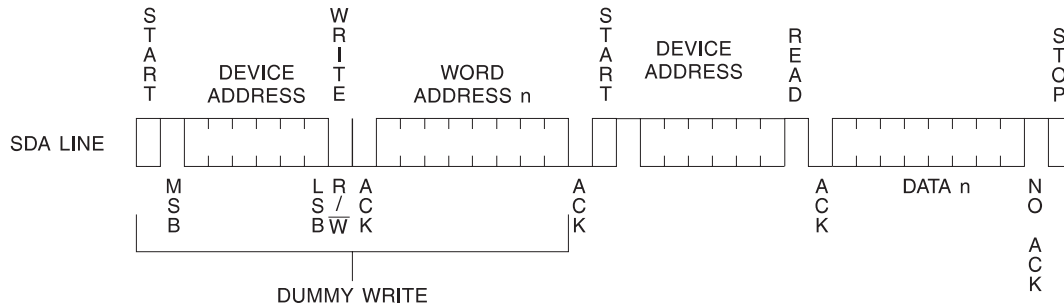 START
WRITE
START
READ
STOP
DEVICE
ADDRESS
WORD
ADDRESS n
DEVICE
ADDRESS
SDA LINE
MSB
LSB
R/W
ACK
ACK
ACK
DATA n
NO ACK
DUMMY WRITE